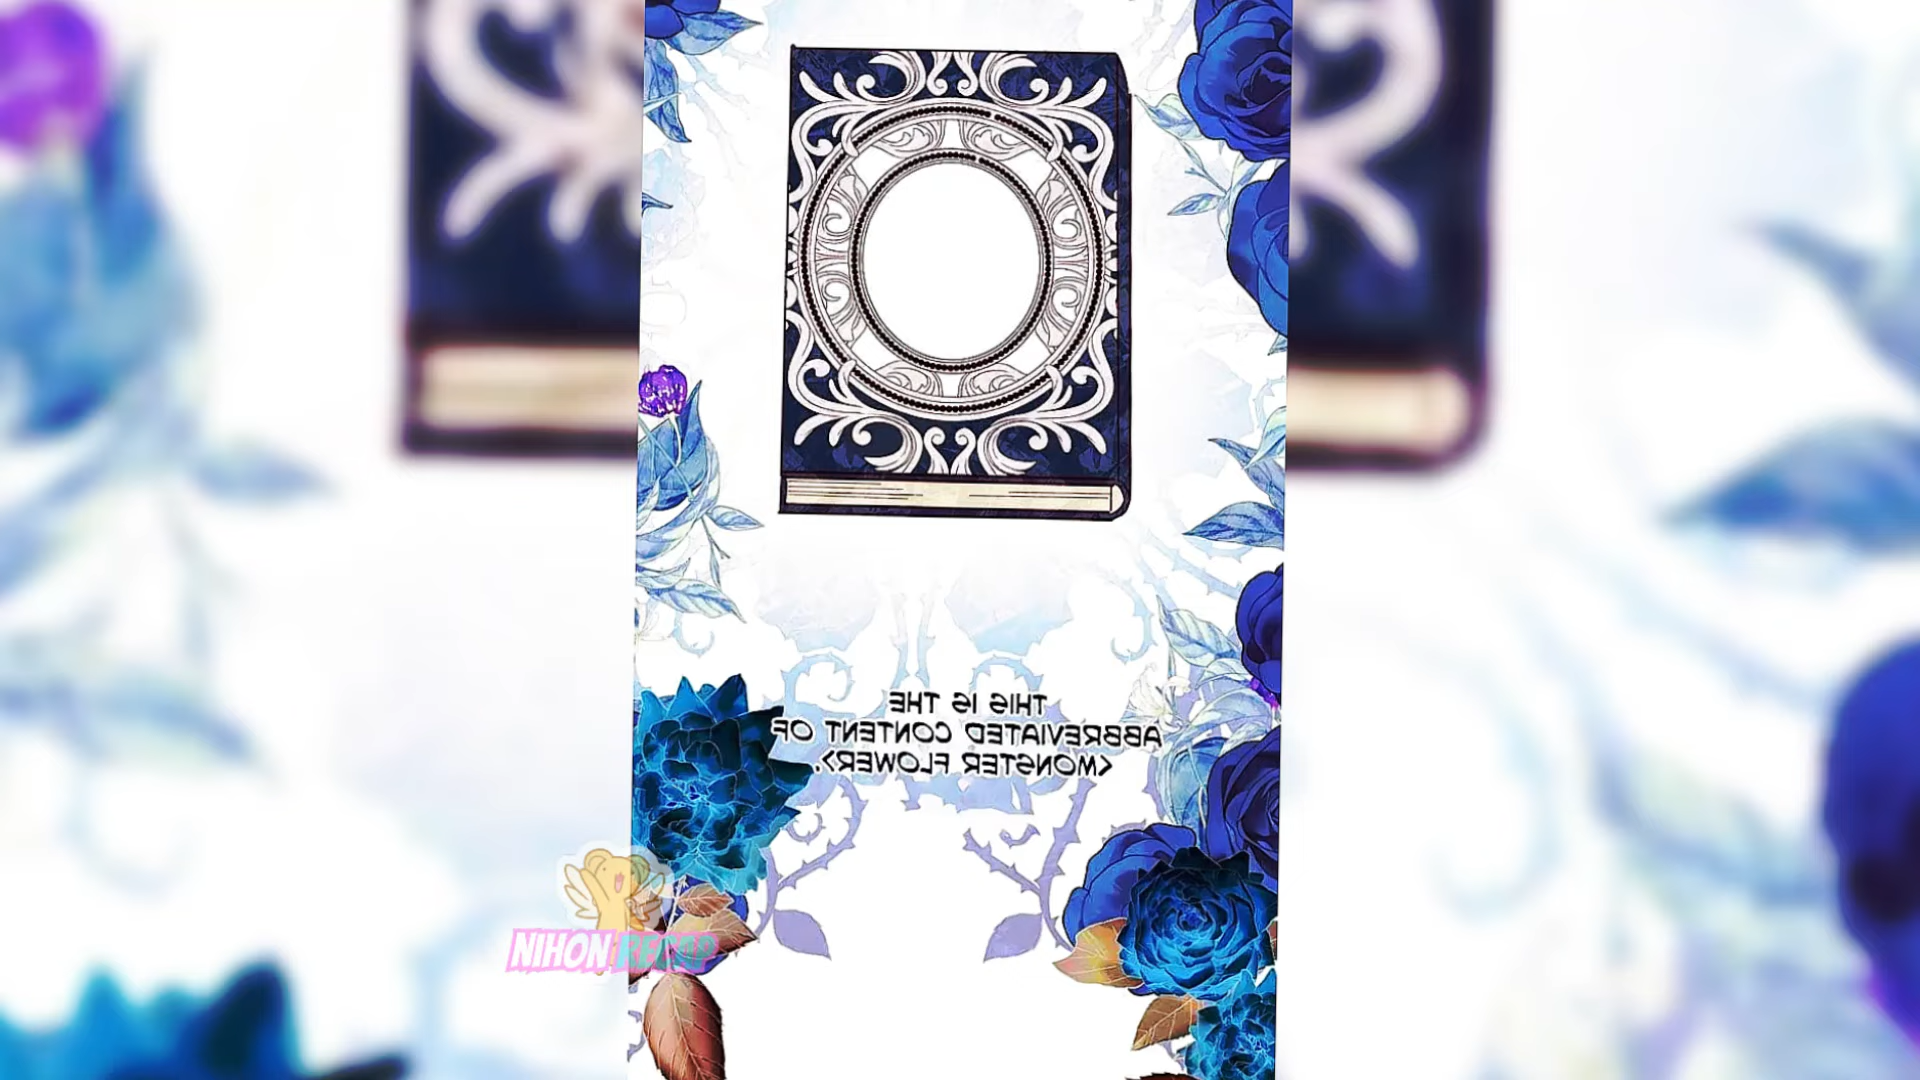 THIS IS THE
ABBREVIATED CONTENT OF
<MONSTER FLOWER>.
NIHON RECAP